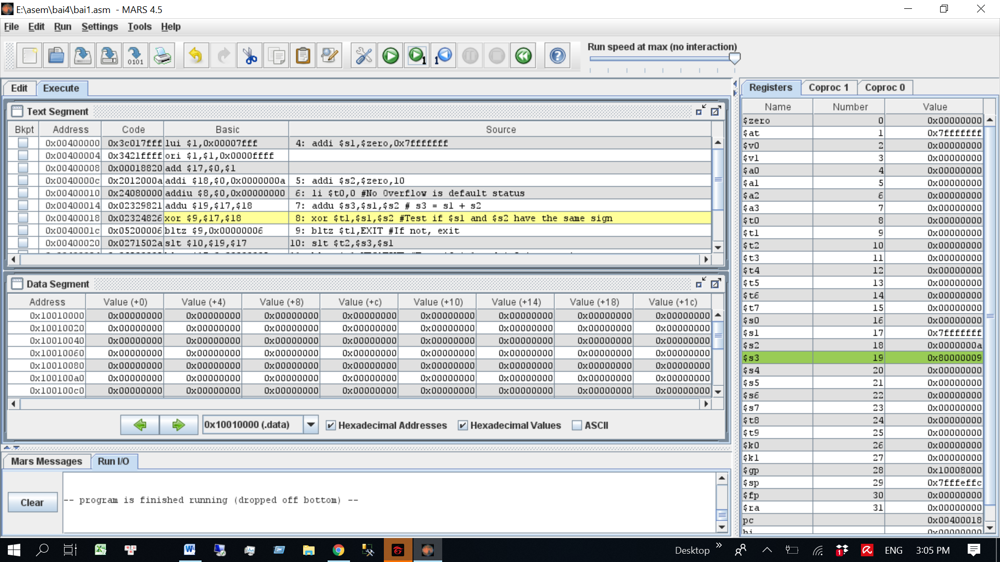 E:\asem\bai4\bai1.asm - MARS 4.5
File Edit Run Settings Tools Help
Run speed at max (no interaction)
Edit Execute
Registers Coproc 1 Coproc 0
Text Segment
Bkpt Address Code Basic Source
0x00400000 0x3c017fff lui $1,0x00007fff 4: addi $s1,$zero,0x7fffffff
0x00400004 0x3421ffff ori $1,$1,0x0000ffff
0x00400008 0x00018820 add $17,$0,$1
0x0040000c 0x2012000a addi $18,$0,0x0000000a 5: addi $s2,$zero,10
0x00400010 0x24080000 addiu $8,$0,0x00000000 6: li $t0,0 #No Overflow is default status
0x00400014 0x02329821 addu $19,$17,$18 7: addu $s3,$s1,$s2 # s3 = s1 + s2
0x00400018 0x02324826 xor $9,$17,$18 8: xor $t1,$s1,$s2 #Test if $s1 and $s2 have the same sign
0x0040001c 0x05200006 bltz $9,0x00000006 9: bltz $t1,EXIT #If not, exit
0x00400020 0x0271502a slt $10,$19,$17 10: slt $t2,$s3,$s1
Data Segment
Address Value (+0) Value (+4) Value (+8) Value (+c) Value (+10) Value (+14) Value (+18) Value (+1c)
0x10010000 0x00000000 0x00000000 0x00000000 0x00000000 0x00000000 0x00000000 0x00000000 0x00000000
0x10010020 0x00000000 0x00000000 0x00000000 0x00000000 0x00000000 0x00000000 0x00000000 0x00000000
0x10010040 0x00000000 0x00000000 0x00000000 0x00000000 0x00000000 0x00000000 0x00000000 0x00000000
0x10010060 0x00000000 0x00000000 0x00000000 0x00000000 0x00000000 0x00000000 0x00000000 0x00000000
0x10010080 0x00000000 0x00000000 0x00000000 0x00000000 0x00000000 0x00000000 0x00000000 0x00000000
0x100100a0 0x00000000 0x00000000 0x00000000 0x00000000 0x00000000 0x00000000 0x00000000 0x00000000
0x100100c0 0x00000000 0x00000000 0x00000000 0x00000000 0x00000000 0x00000000 0x00000000 0x00000000
0x10010000 (.data) Hexadecimal Addresses Hexadecimal Values ASCII
Mars Messages Run I/O
Clear
-- program is finished running (dropped off bottom) --
Name Number Value
$zero 0 0x00000000
$at 1 0x7fffffff
$v0 2 0x00000000
$v1 3 0x00000000
$a0 4 0x00000000
$a1 5 0x00000000
$a2 6 0x00000000
$a3 7 0x00000000
$t0 8 0x00000000
$t1 9 0x00000000
$t2 10 0x00000000
$t3 11 0x00000000
$t4 12 0x00000000
$t5 13 0x00000000
$t6 14 0x00000000
$t7 15 0x00000000
$s0 16 0x00000000
$s1 17 0x7fffffff
$s2 18 0x0000000a
$s3 19 0x80000009
$s4 20 0x00000000
$s5 21 0x00000000
$s6 22 0x00000000
$s7 23 0x00000000
$t8 24 0x00000000
$t9 25 0x00000000
$k0 26 0x00000000
$k1 27 0x00000000
$gp 28 0x10008000
$sp 29 0x7fffeffc
$fp 30 0x00000000
$ra 31 0x00000000
pc 0x00400018
hi 0x00000000
Desktop ENG 3:05 PM